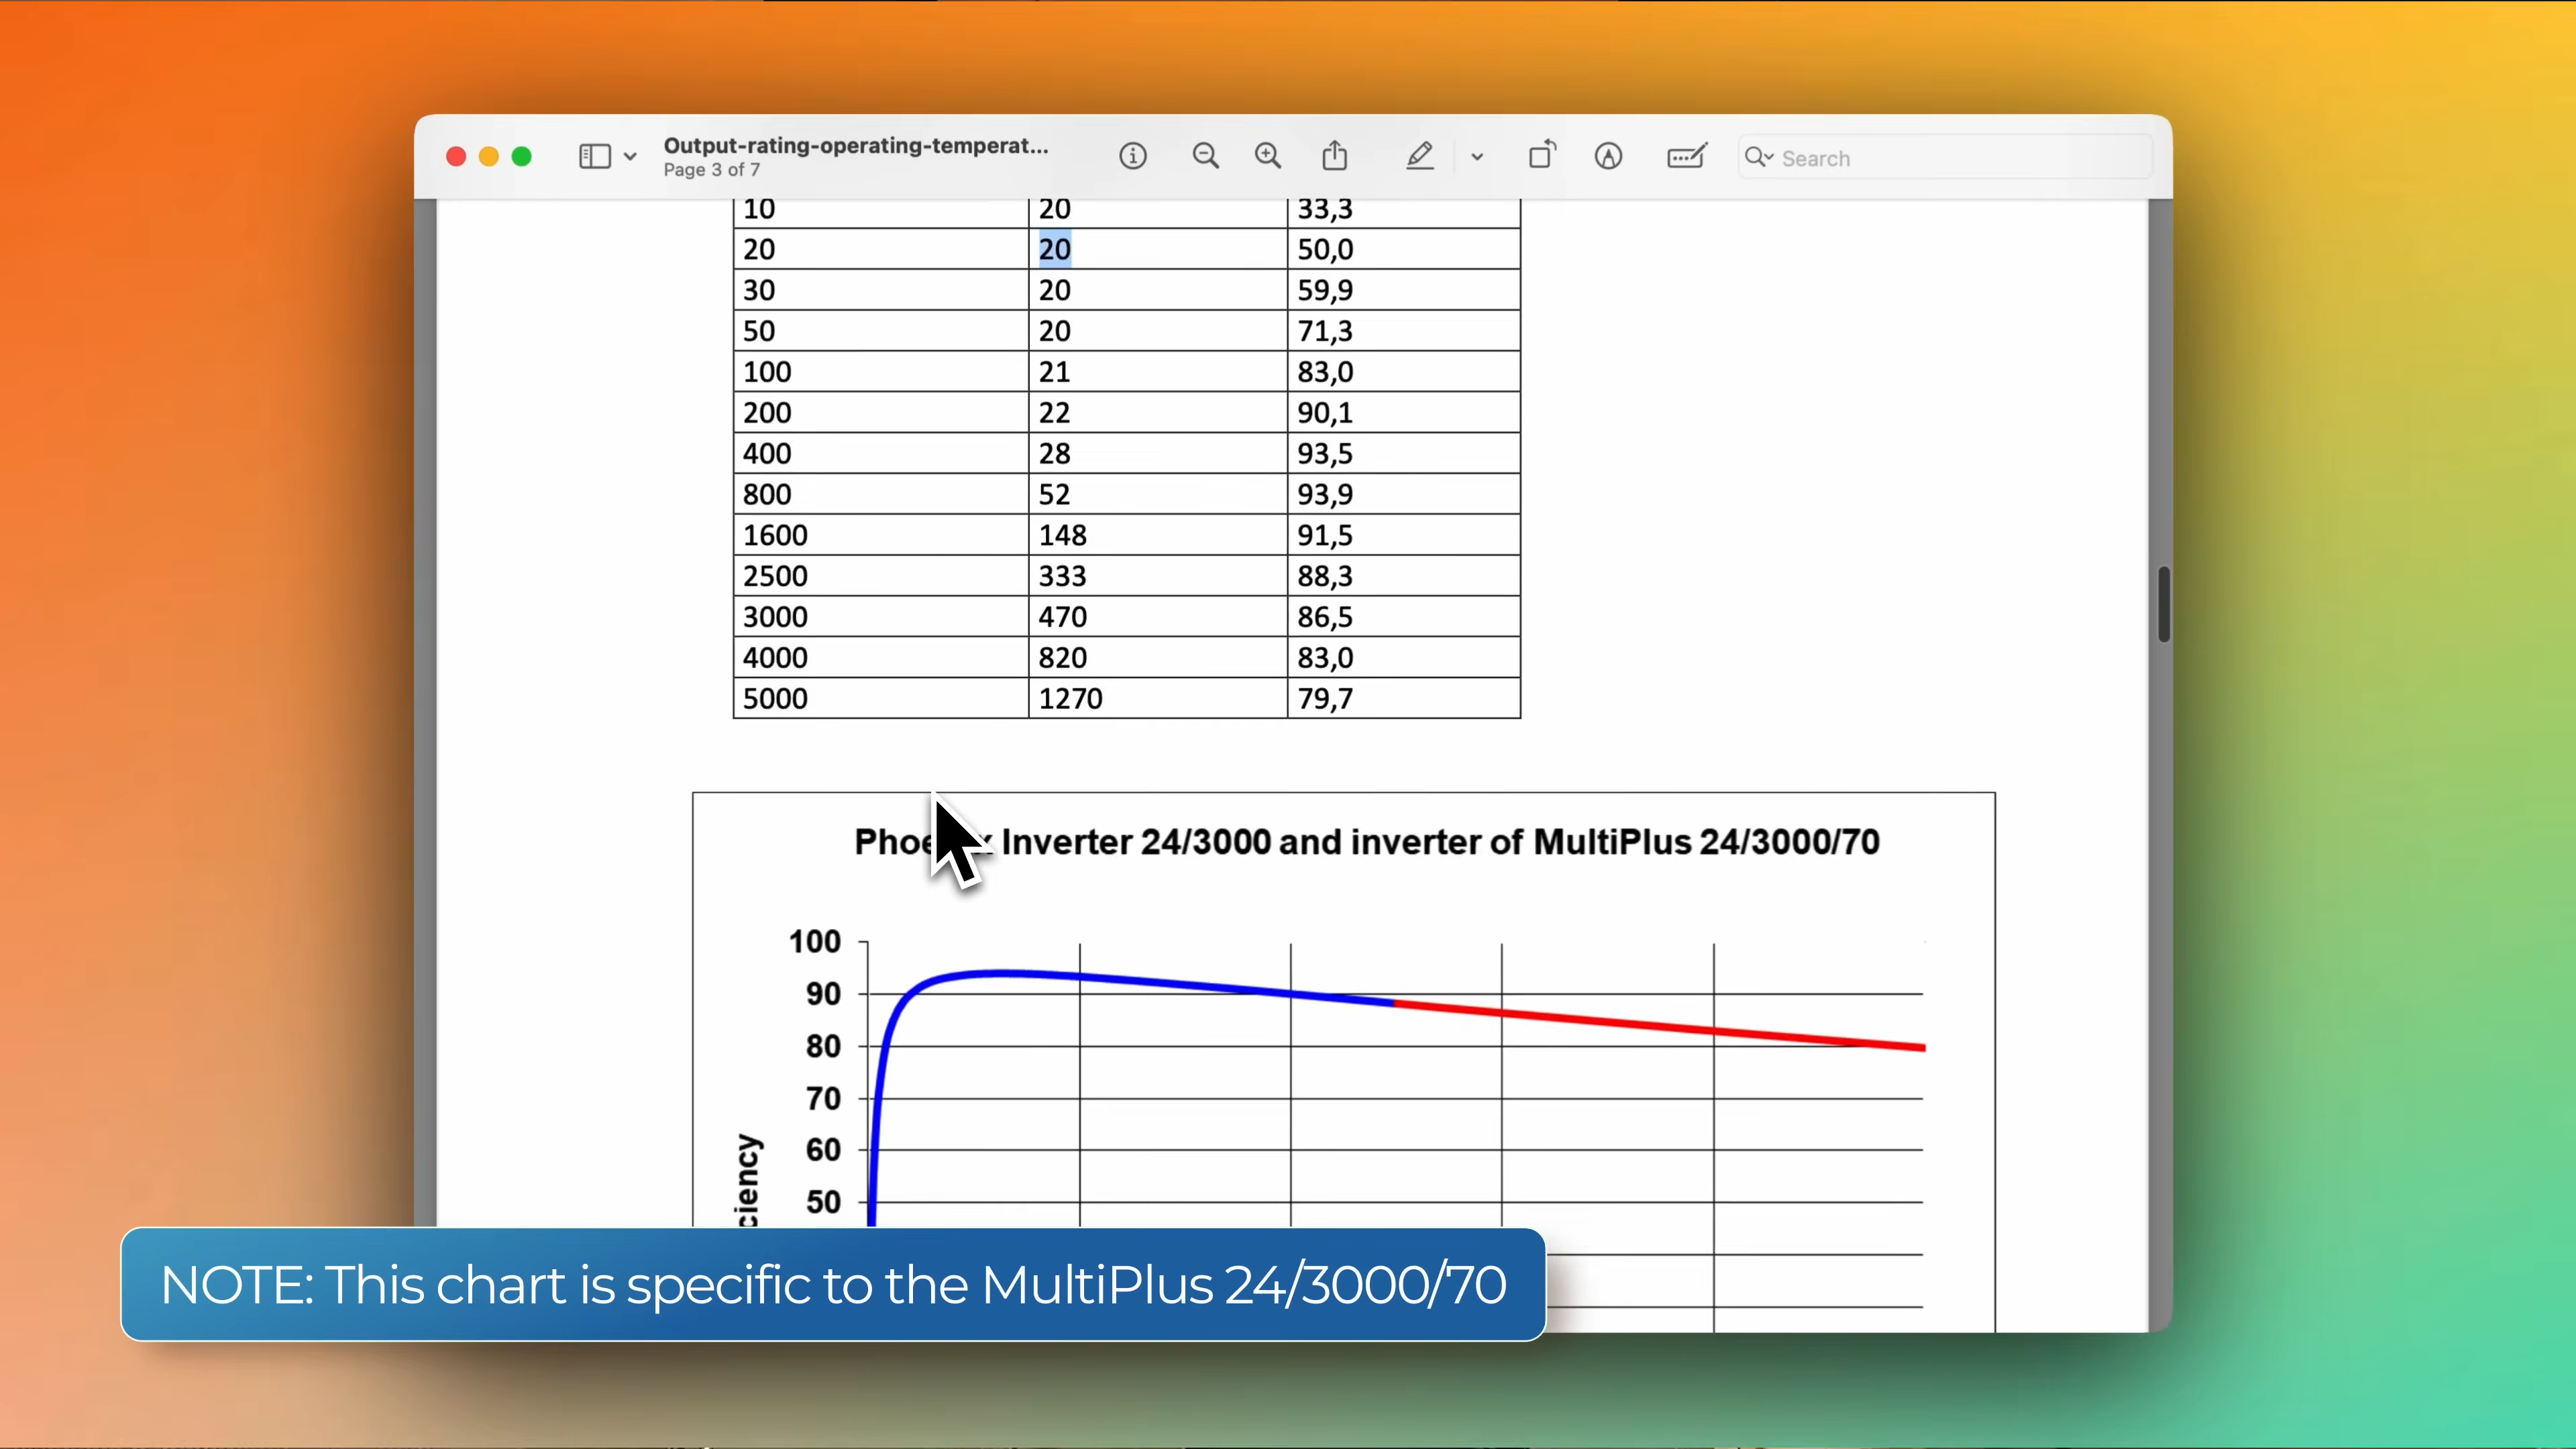 Output-rating-operating-temperat...
Page 3 of 7
Search
10 20 33,3
20 20 50,0
30 20 59,9
50 20 71,3
100 21 83,0
200 22 90,1
400 28 93,5
800 52 93,9
1600 148 91,5
2500 333 88,3
3000 470 86,5
4000 820 83,0
5000 1270 79,7
Inverter 24/3000 and inverter of MultiPlus 24/3000/70
100
90
80
70
60
50
ciency
NOTE: This chart is specific to the MultiPlus 24/3000/70